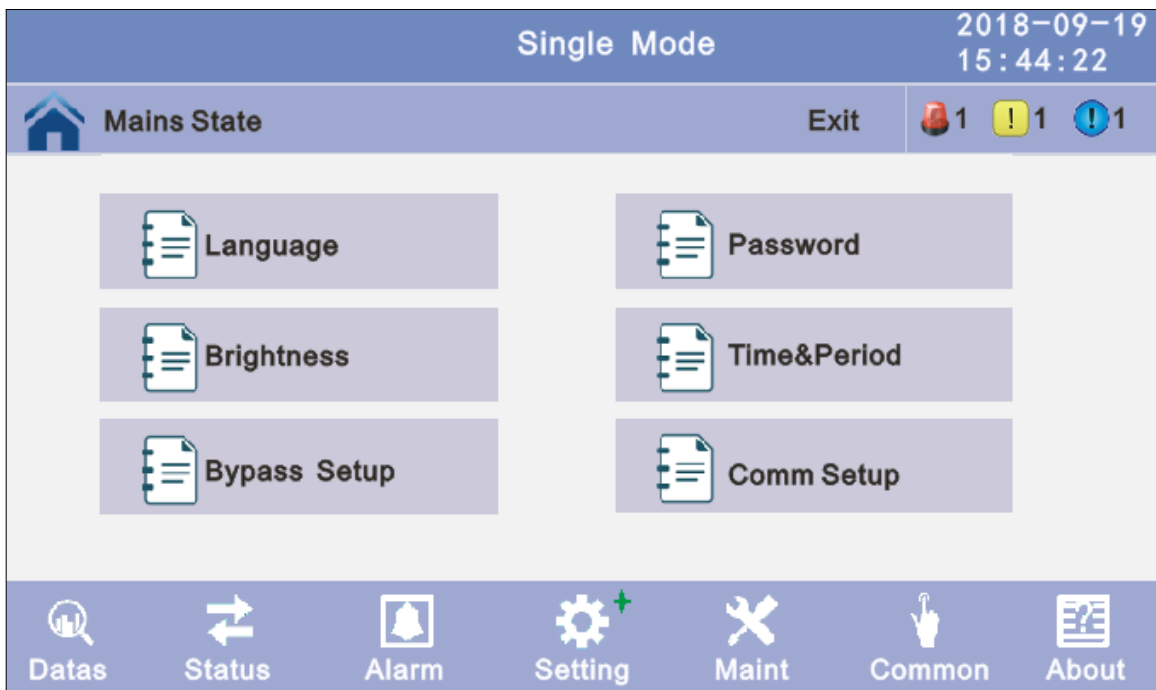 Single Mode
2018-09-19
15:44:22
Mains State
Exit
1
! 1
! 1
Language
Password
Brightness
Time&Period
Bypass Setup
Comm Setup
?
Datas
Status
Alarm
Setting
Maint
Common
About